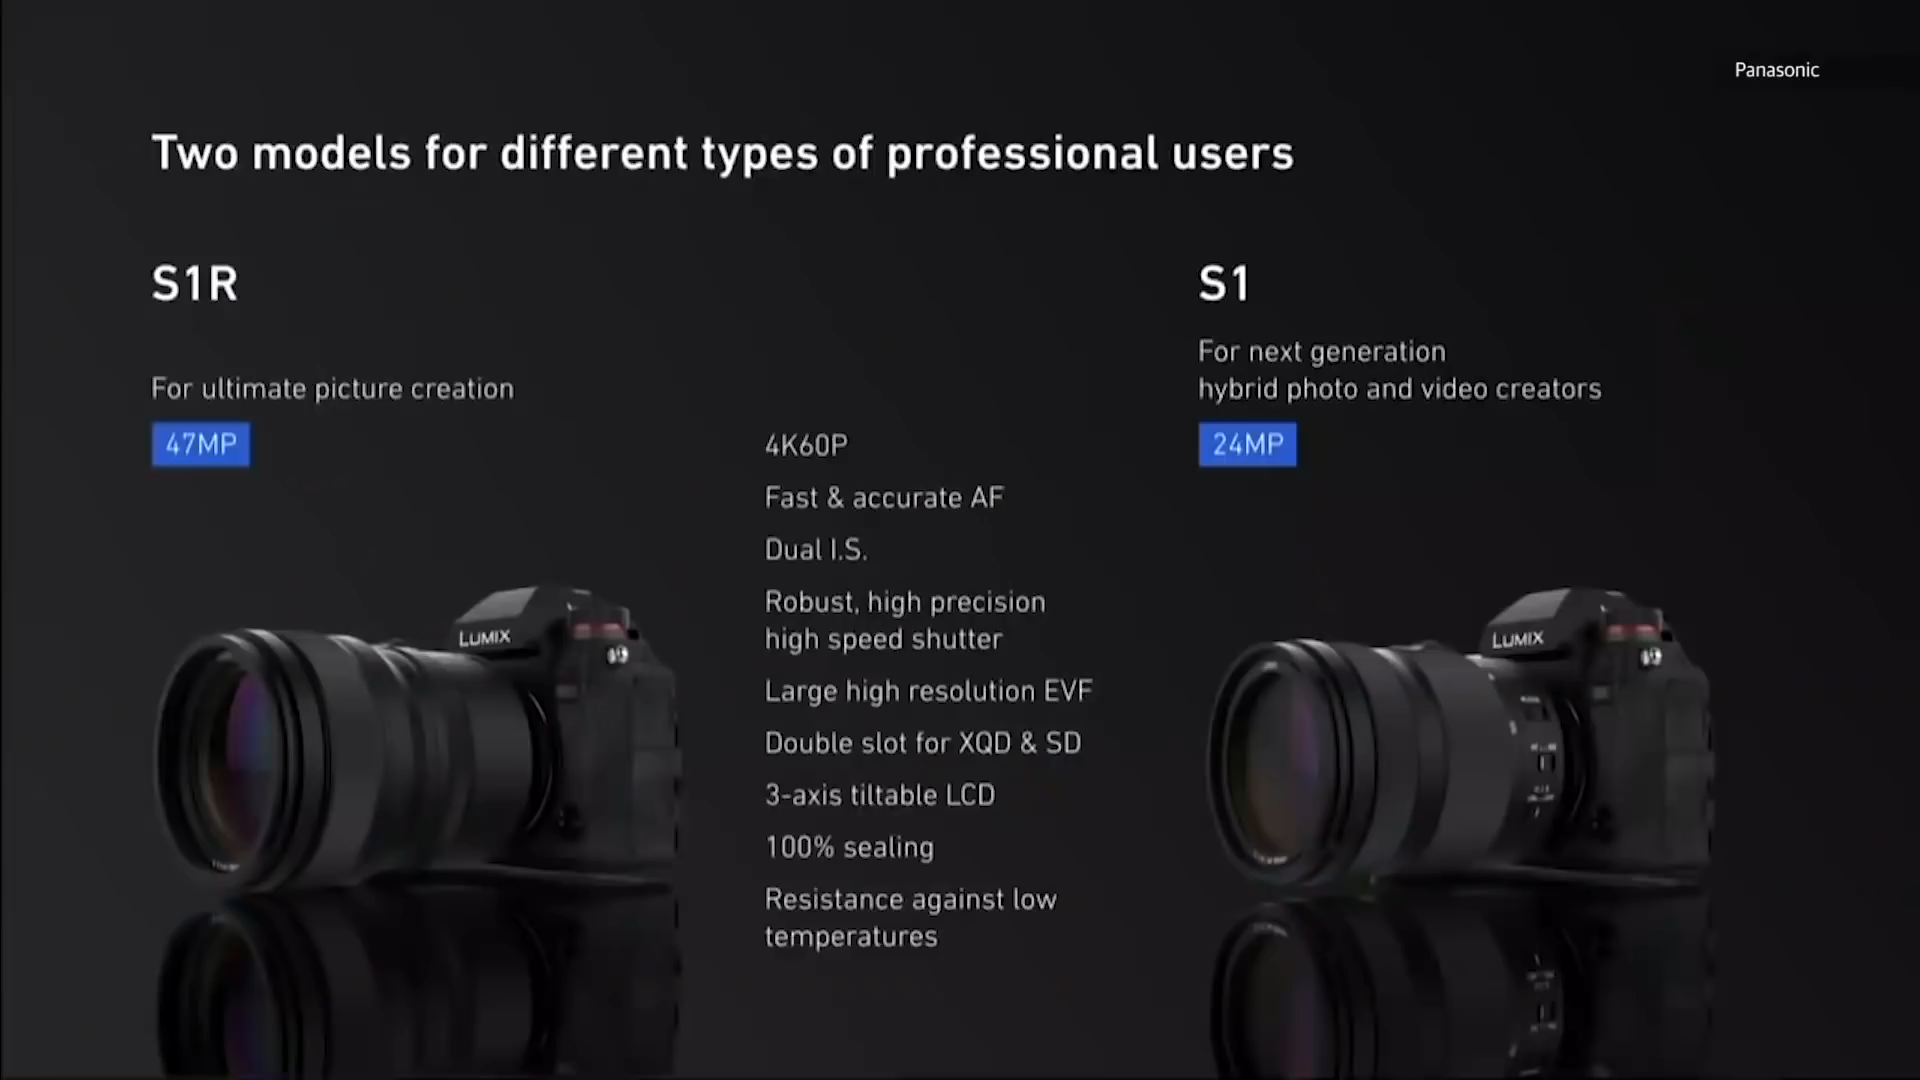 Panasonic
Two models for different types of professional users
S1R
For ultimate picture creation
47MP
4K60P
Fast & accurate AF
Dual I.S.
Robust, high precision
high speed shutter
Large high resolution EVF
Double slot for XQD & SD
3-axis tiltable LCD
100% sealing
Resistance against low
temperatures
S1
For next generation
hybrid photo and video creators
24MP
LUMIX
LUMIX